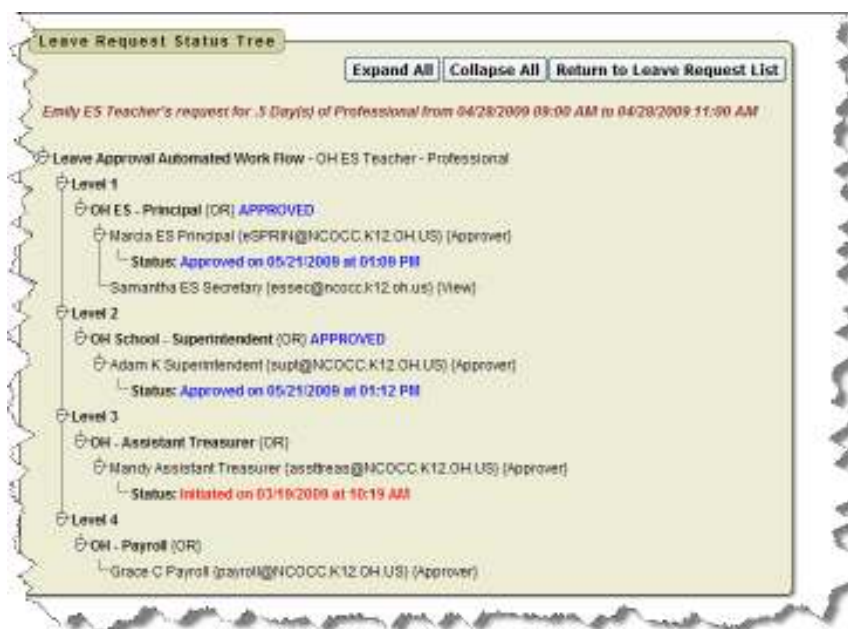 Leave Request Status Tree
Expand All Collapse All Return to Leave Request List
Emily ES Teacher's request for .5 Day(s) of Professional from 04/28/2009 09:00 AM to 04/28/2009 11:00 AM
Leave Approval Automated Work Flow - OH ES Teacher - Professional
Level 1
OH ES - Principal (OR) APPROVED
Marcia ES Principal (eSPRIN@NCOCC.K12.OH.US) (Approver)
Status: Approved on 05/21/2009 at 01:09 PM
Samantha ES Secretary (essec@ncocc.k12.oh.us) (View)
Level 2
OH School - Superintendent (OR) APPROVED
Adam K Superintendent (supt@NCOCC.K12.OH.US) (Approver)
Status: Approved on 05/21/2009 at 01:12 PM
Level 3
OH - Assistant Treasurer (OR)
Mandy Assistant Treasurer (assttreas@NCOCC.K12.OH.US) (Approver)
Status: Initiated on 03/19/2009 at 10:19 AM
Level 4
OH - Payroll (OR)
Grace C Payroll (payroll@NCOCC.K12.OH.US) (Approver)